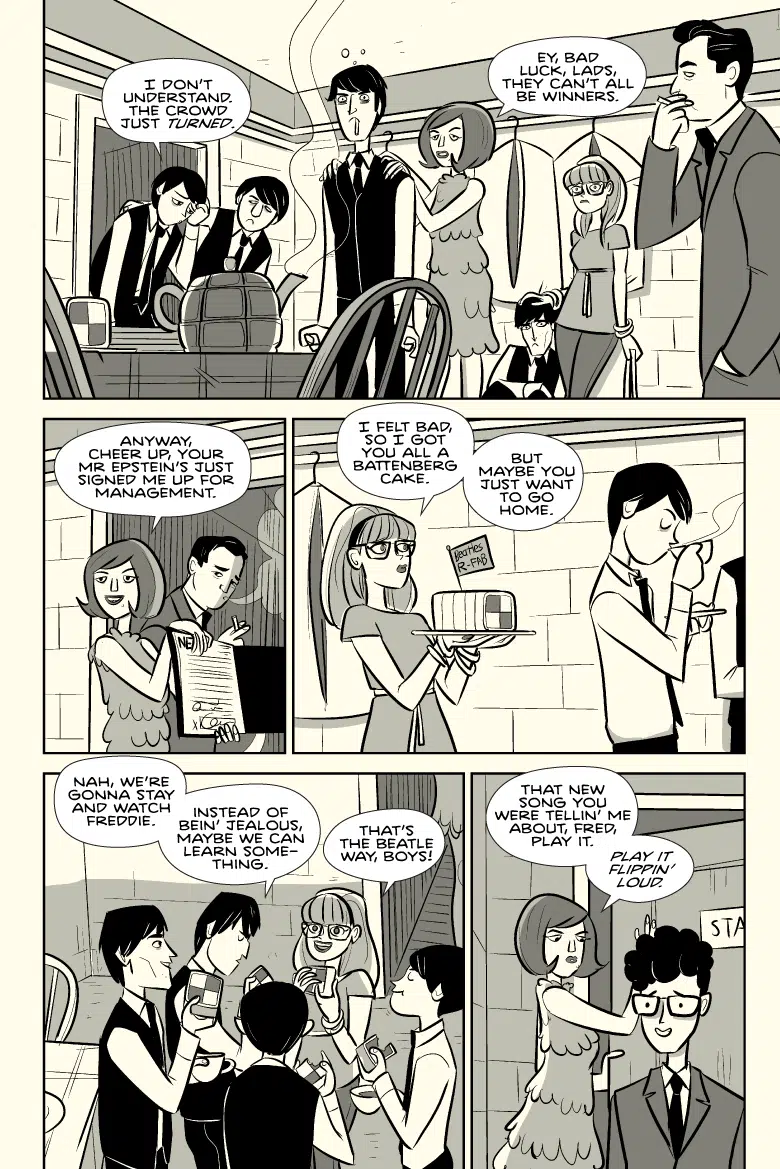 I DON'T
UNDERSTAND.
THE CROWD
JUST TURNED.
EY, BAD
LUCK, LADS,
THEY CAN'T ALL
BE WINNERS.
ANYWAY,
CHEER UP, YOUR
MR EPSTEIN'S JUST
SIGNED ME UP FOR
MANAGEMENT.
NE
I FELT BAD,
SO I GOT
YOU ALL A
BATTENBERG
CAKE.
BUT
MAYBE YOU
JUST WANT
TO GO
HOME.
Beatles
R-FAB
NAH, WE'RE
GONNA STAY
AND WATCH
FREDDIE.
INSTEAD OF
BEIN' JEALOUS,
MAYBE WE CAN
LEARN SOME-
THING.
THAT'S
THE BEATLE
WAY, BOYS!
THAT NEW
SONG YOU
WERE TELLIN' ME
ABOUT, FRED,
PLAY IT.
PLAY IT
FLIPPIN'
LOUD.
STA